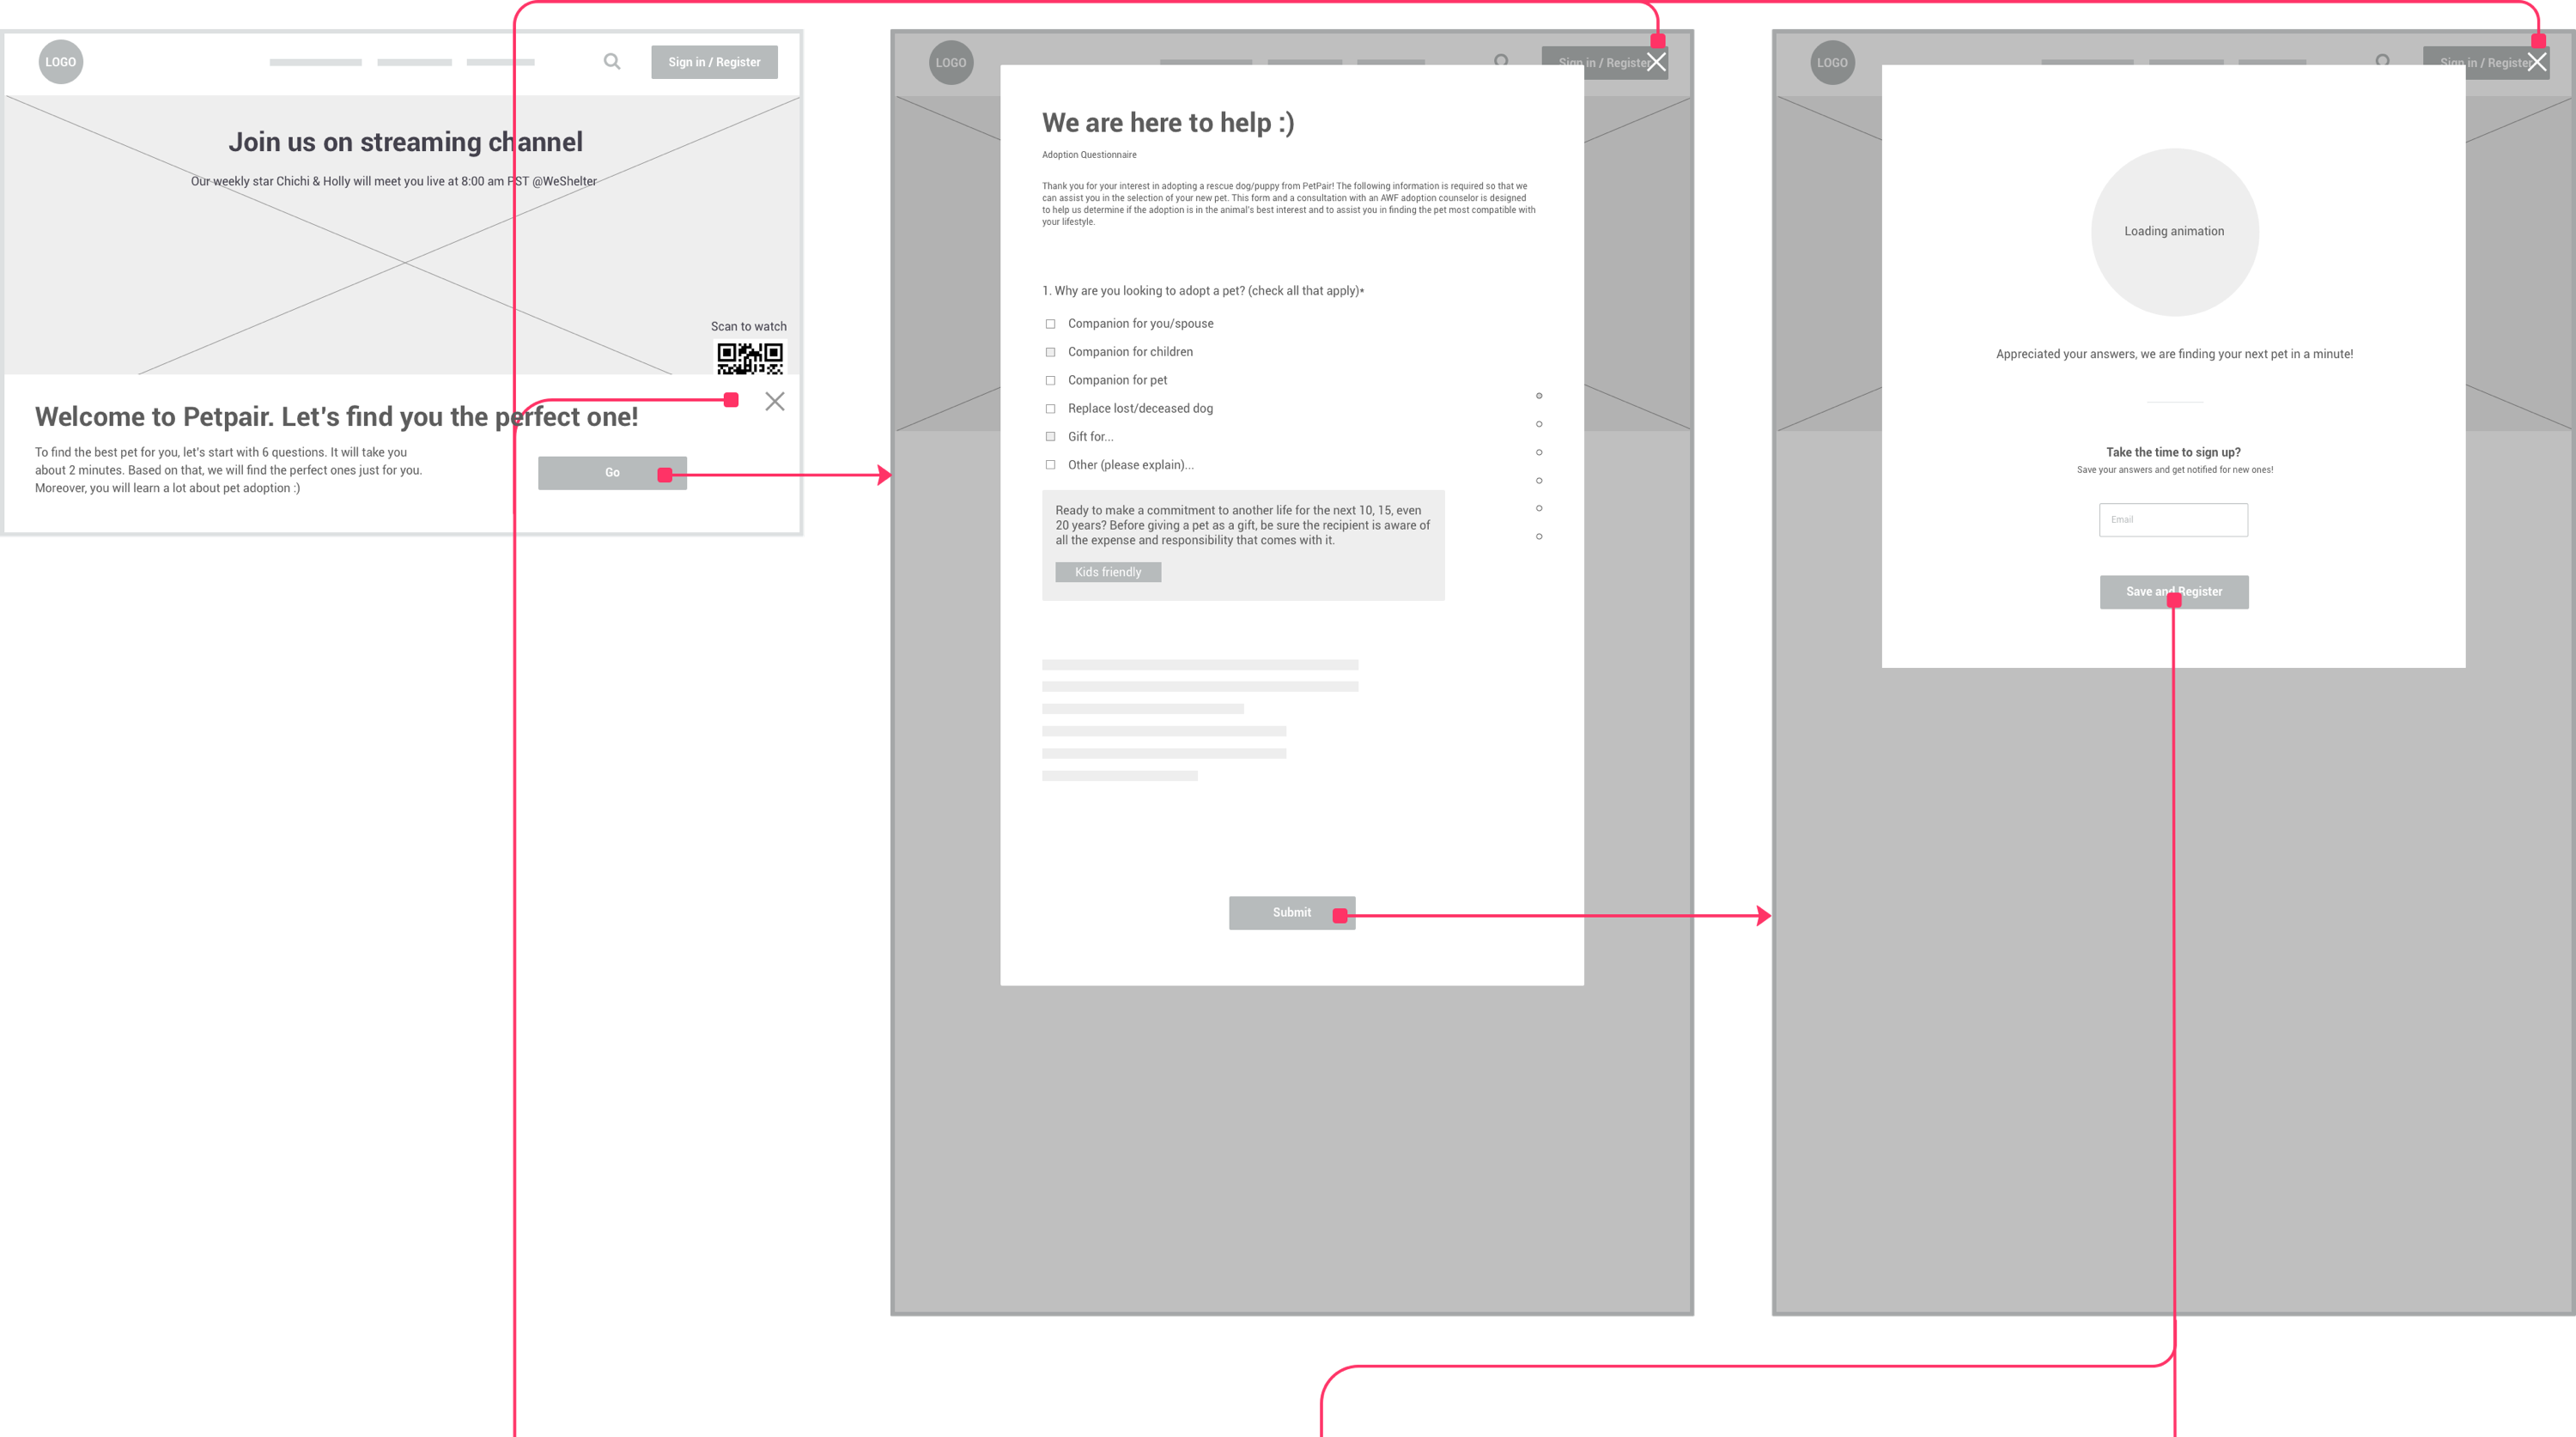 LOGO
Sign in / Register
Join us on streaming channel
Our weekly star Chichi & Holly will meet you live at 8:00 am PST @WeShelter
Scan to watch
Welcome to Petpair. Let's find you the perfect one!
To find the best pet for you, let's start with 6 questions. It will take you
about 2 minutes. Based on that, we will find the perfect ones just for you.
Moreover, you will learn a lot about pet adoption :)
Go
LOGO
Sign in / Register
We are here to help :)
Adoption Questionnaire
Thank you for your interest in adopting a rescue dog/puppy from PetPair! The following information is required so that we
can assist you in the selection of your new pet. This form and a consultation with an AWF adoption counselor is designed
to help us determine if the adoption is in the animal's best interest and to assist you in finding the pet most compatible with
your lifestyle.
1. Why are you looking to adopt a pet? (check all that apply)*
Companion for you/spouse
Companion for children
Companion for pet
Replace lost/deceased dog
Gift for...
Other (please explain)...
Ready to make a commitment to another life for the next 10, 15, even
20 years? Before giving a pet as a gift, be sure the recipient is aware of
all the expense and responsibility that comes with it.
Kids friendly
Submit
LOGO
Sign in / Register
Loading animation
Appreciated your answers, we are finding your next pet in a minute!
Take the time to sign up?
Save your answers and get notified for new ones!
Email
Save and Register